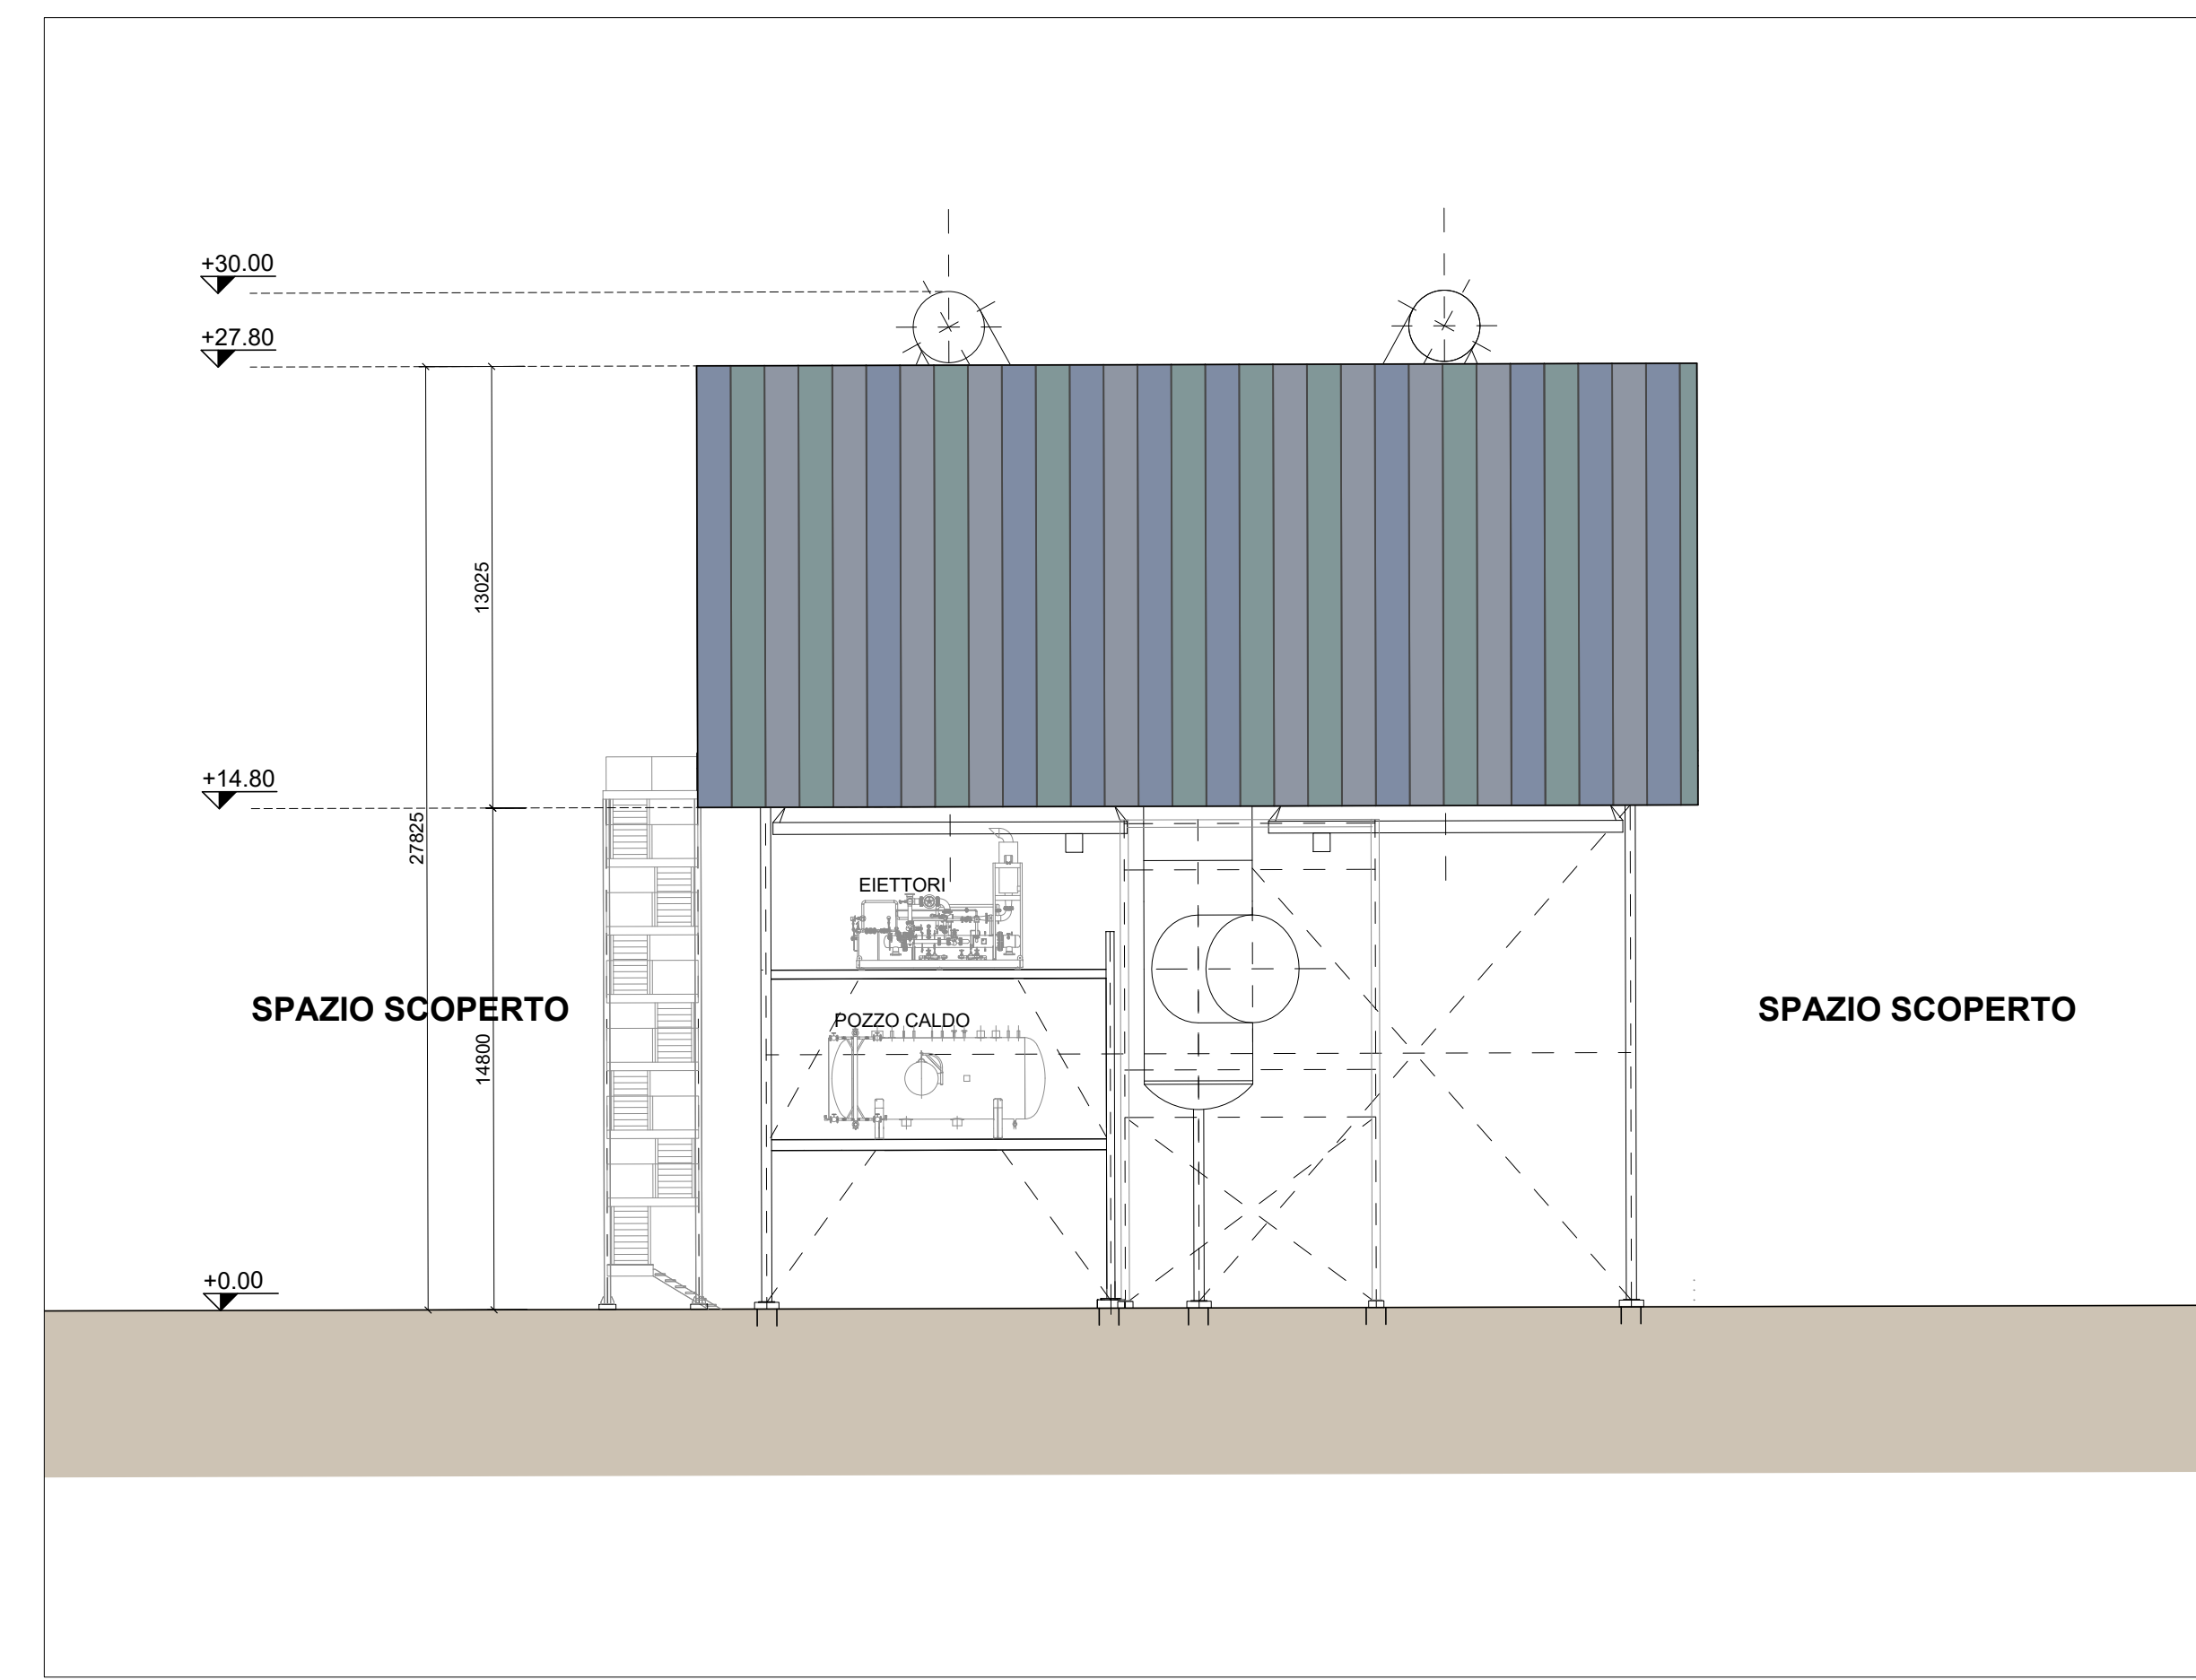 +30.00
+27.80
13025
+14.80
27825
EIETTORI
SPAZIO SCOPERTO
POZZO CALDO
SPAZIO SCOPERTO
14800
+0.00